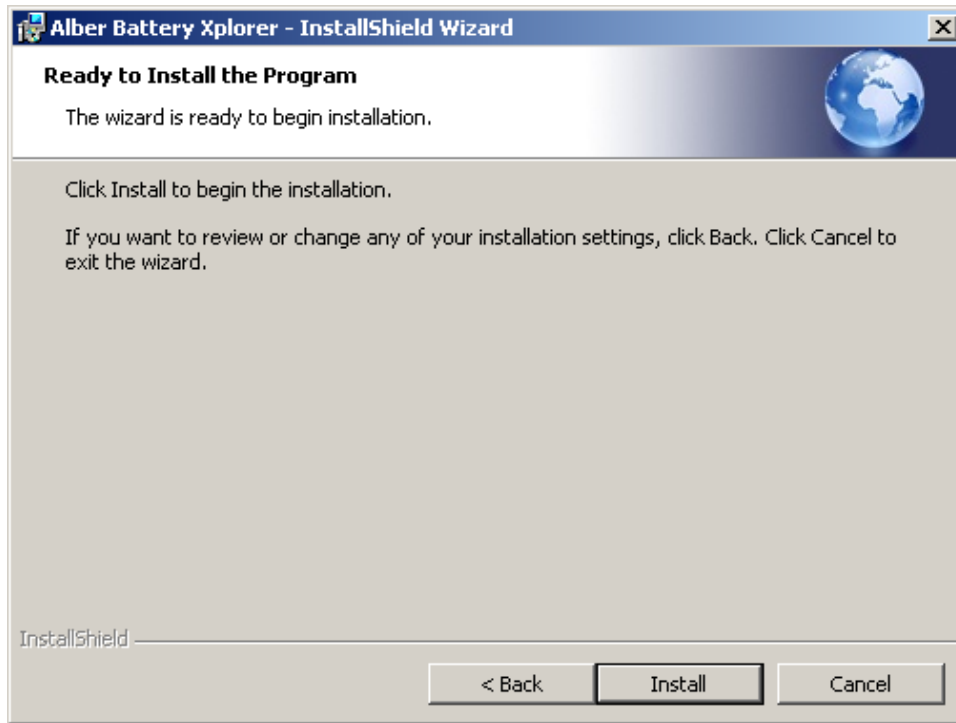 Alber Battery Xplorer - InstallShield Wizard
Ready to Install the Program
The wizard is ready to begin installation.
Click Install to begin the installation.
If you want to review or change any of your installation settings, click Back. Click Cancel to
exit the wizard.
InstallShield
< Back
Install
Cancel